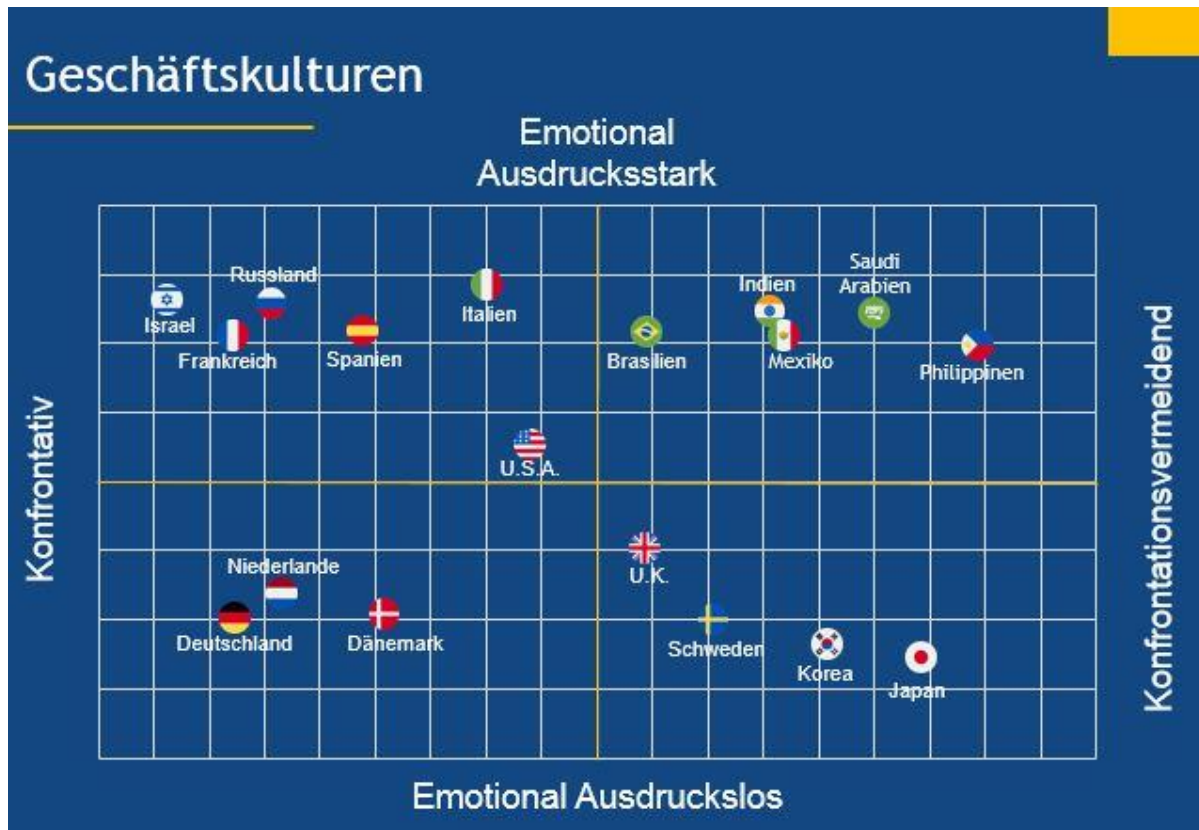 Geschäftskulturen
Emotional
Ausdrucksstark
Konfrontativ
Konfrontationsvermeidend
Israel
Russland
Frankreich
Spanien
Italien
Brasilien
Indien
Mexiko
Saudi
Arabien
Philippinen
U.S.A.
Niederlande
Deutschland
Dänemark
U.K.
Schweden
Korea
Japan
Emotional Ausdruckslos